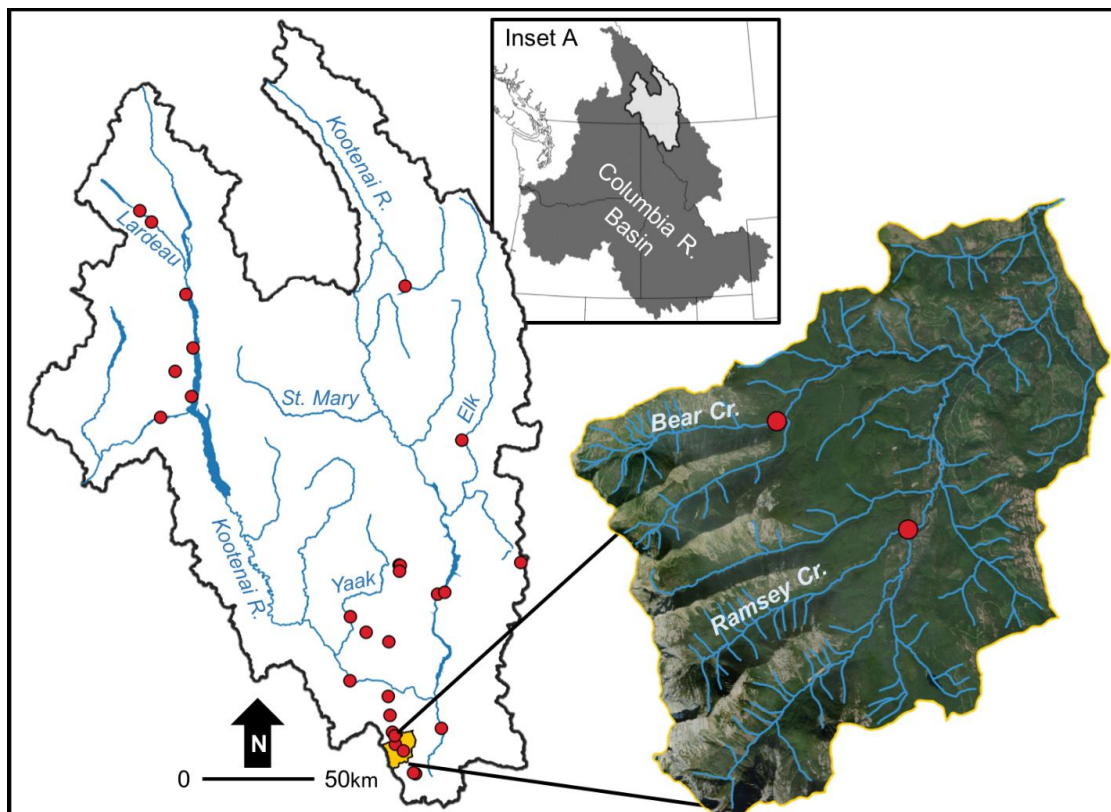 Inset A
Columbia R.
Basin
Kootenai R.
Lardeau
St. Mary
Elk
Kootenai R.
Yaak
N
0
50km
Bear Cr.
Ramsey Cr.